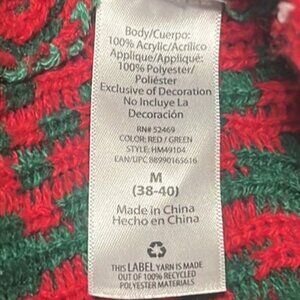 Body/Cuerpo:
100% Acrylic/Acrílico
Applique/Appliqué:
100% Polyester/
Poliéster
Exclusive of Decoration
No Incluye La
Decoración
RN# 52469
COLOR: RED / GREEN
STYLE: HM49104
EAN/UPC 889901656​16
M
(38-40)
Made in China
Hecho en China
THIS LABEL YARN IS MADE
OUT OF 100% RECYCLED
POLYESTER MATERIALS